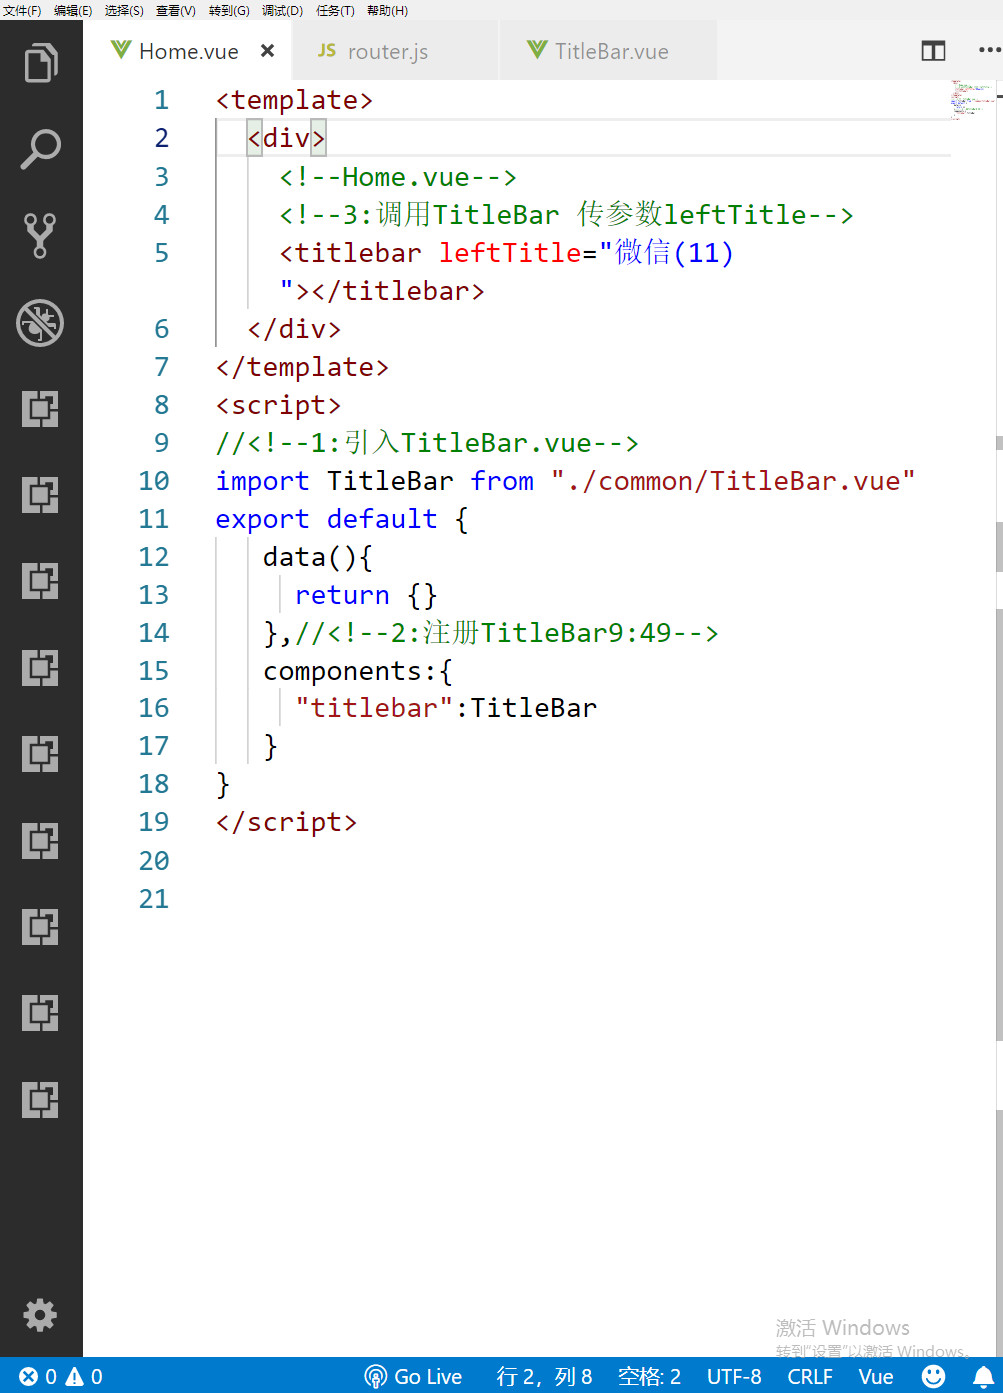 文件(F) 编辑(E) 选择(S) 查看(V) 转到(G) 调试(D) 任务(T) 帮助(H)
Home.vue × JS router.js TitleBar.vue
1 <template>
2 <div>
3 <!--Home.vue-->
4 <!--3:调用TitleBar 传参数leftTitle-->
5 <titlebar leftTitle="微信(11)
"></titlebar>
6 </div>
7 </template>
8 <script>
9 //<!--1:引入TitleBar.vue-->
10 import TitleBar from "./common/TitleBar.vue"
11 export default {
12 data(){
13 return {}
14 },//<!--2:注册TitleBar9:49-->
15 components:{
16 "titlebar":TitleBar
17 }
18 }
19 </script>
20
21
激活 Windows
转到"设置"以激活 Windows。
0 0 Go Live 行 2，列 8 空格: 2 UTF-8 CRLF Vue